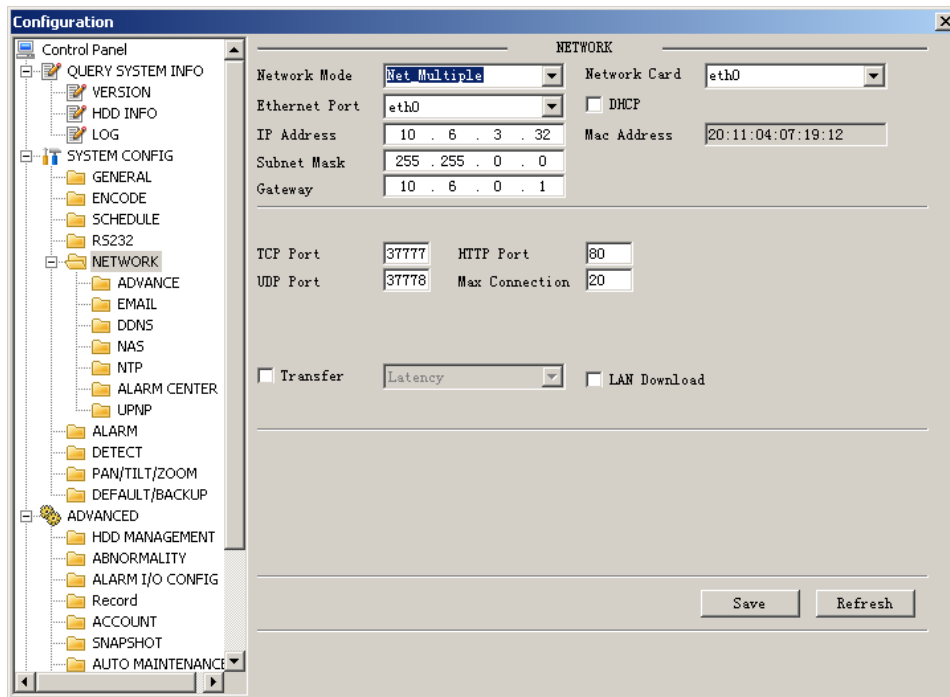 Configuration
Control Panel
QUERY SYSTEM INFO
VERSION
HDD INFO
LOG
SYSTEM CONFIG
GENERAL
ENCODE
SCHEDULE
RS232
NETWORK
ADVANCE
EMAIL
DDNS
NAS
NTP
ALARM CENTER
UPNP
ALARM
DETECT
PAN/TILT/ZOOM
DEFAULT/BACKUP
ADVANCED
HDD MANAGEMENT
ABNORMALITY
ALARM I/O CONFIG
Record
ACCOUNT
SNAPSHOT
AUTO MAINTENANCE
NETWORK
Network Mode Net_Multiple Network Card eth0
Ethernet Port eth0 DHCP
IP Address 10 . 6 . 3 . 32 Mac Address 20:11:04:07:19:12
Subnet Mask 255 . 255 . 0 . 0
Gateway 10 . 6 . 0 . 1
TCP Port 37777 HTTP Port 80
UDP Port 37778 Max Connection 20
Transfer Latency LAN Download
Save Refresh